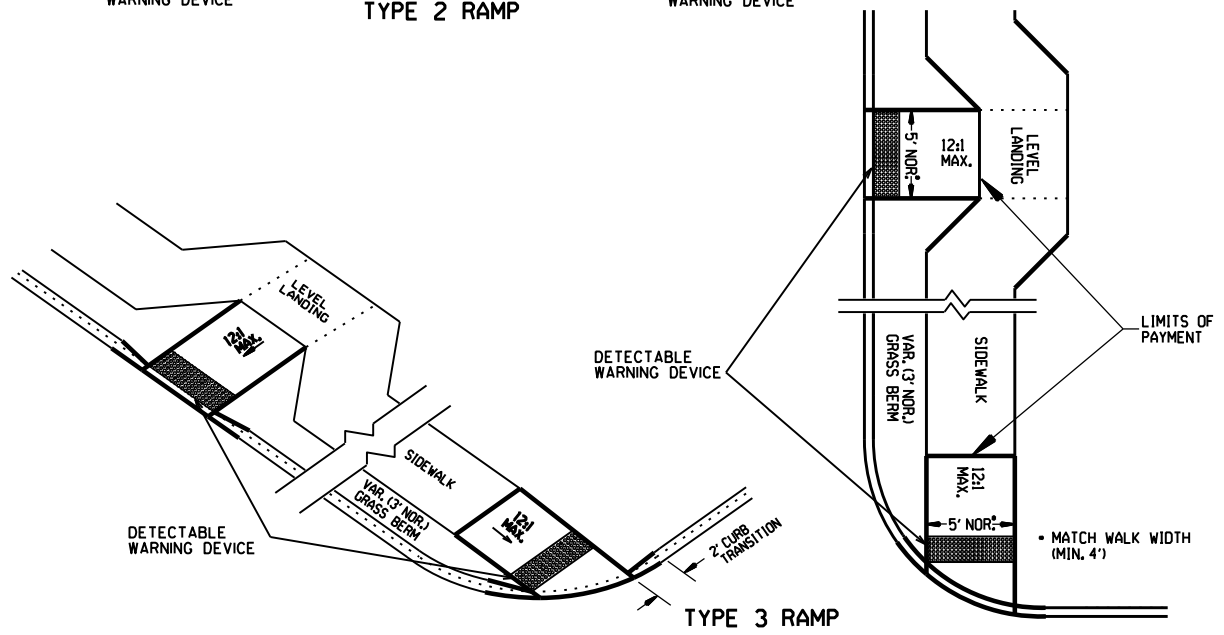 WARNING DEVICE
TYPE 2 RAMP
WARNING DEVICE
5' NOR.*
12:1
MAX.
LEVEL
LANDING
LEVEL
LANDING
12:1
MAX.
LIMITS OF
PAYMENT
DETECTABLE
WARNING DEVICE
VAR. (3' NOR.)
GRASS BERM
SIDEWALK
SIDEWALK
VAR. (3' NOR.)
GRASS BERM
12:1
MAX.
12:1
MAX.
5' NOR.*
DETECTABLE
WARNING DEVICE
2' CURB
TRANSITION
* MATCH WALK WIDTH
(MIN. 4')
TYPE 3 RAMP